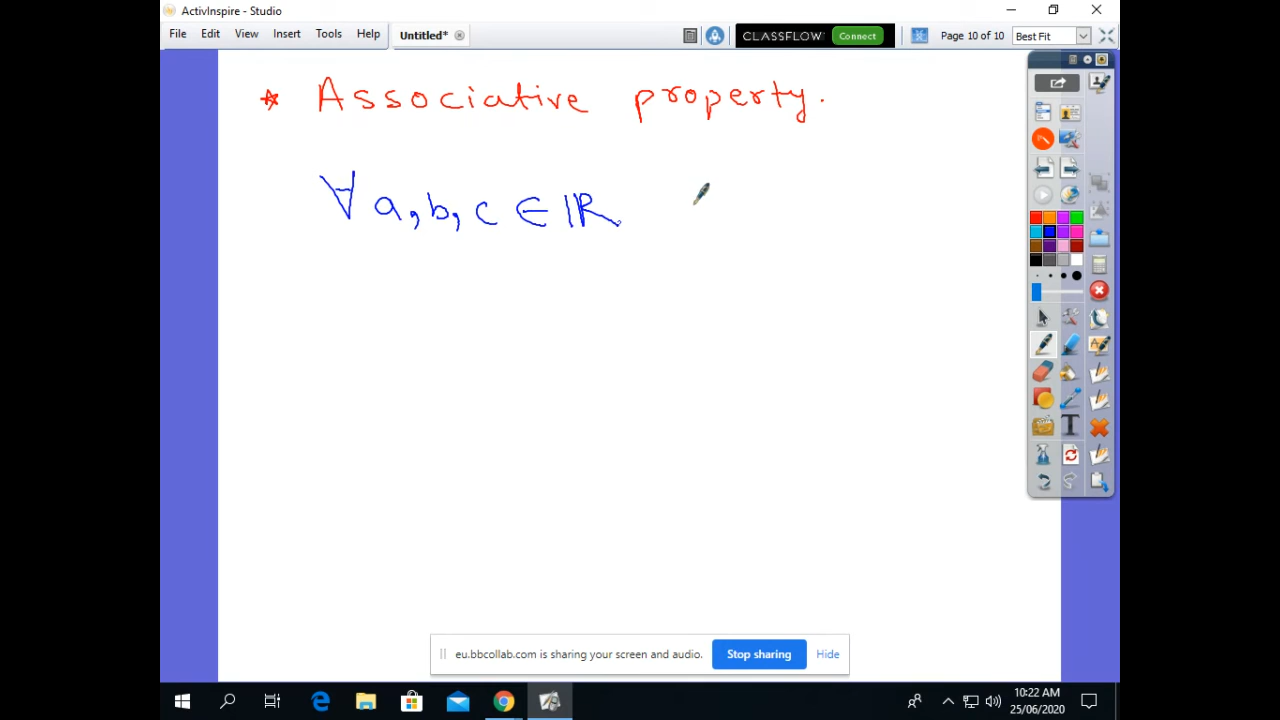 ActivInspire - Studio
File Edit View Insert Tools Help Untitled* CLASSFLOW Connect Page 10 of 10 Best Fit
* Associative property.
∀ a, b, c ∈ ℝ
T
eu.bbcollab.com is sharing your screen and audio. Stop sharing Hide
10:22 AM
25/06/2020